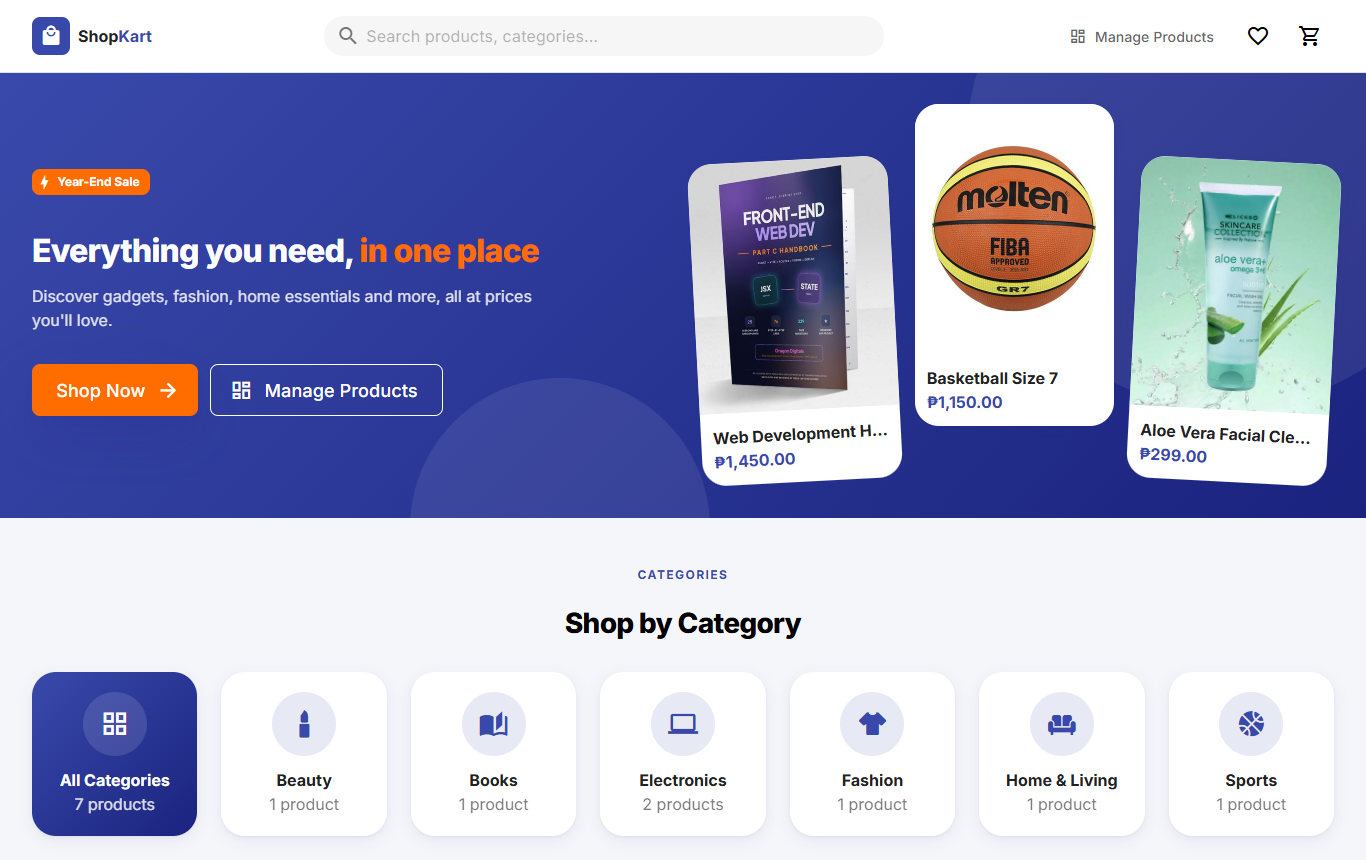 ShopKart
Search products, categories...
Manage Products
Year-End Sale
Everything you need, in one place
Discover gadgets, fashion, home essentials and more, all at prices
you'll love.
Shop Now
Manage Products
FRONT-END
WEB DEV
PART C HANDBOOK
JSX
STATE
Web Development H...
₱1,450.00
molten
FIBA
APPROVED
GR7
Basketball Size 7
₱1,150.00
SKINCARE
COLLECTION
aloe vera+
omega 3+6
Aloe Vera Facial Cle...
₱299.00
CATEGORIES
Shop by Category
All Categories
7 products
Beauty
1 product
Books
1 product
Electronics
2 products
Fashion
1 product
Home & Living
1 product
Sports
1 product